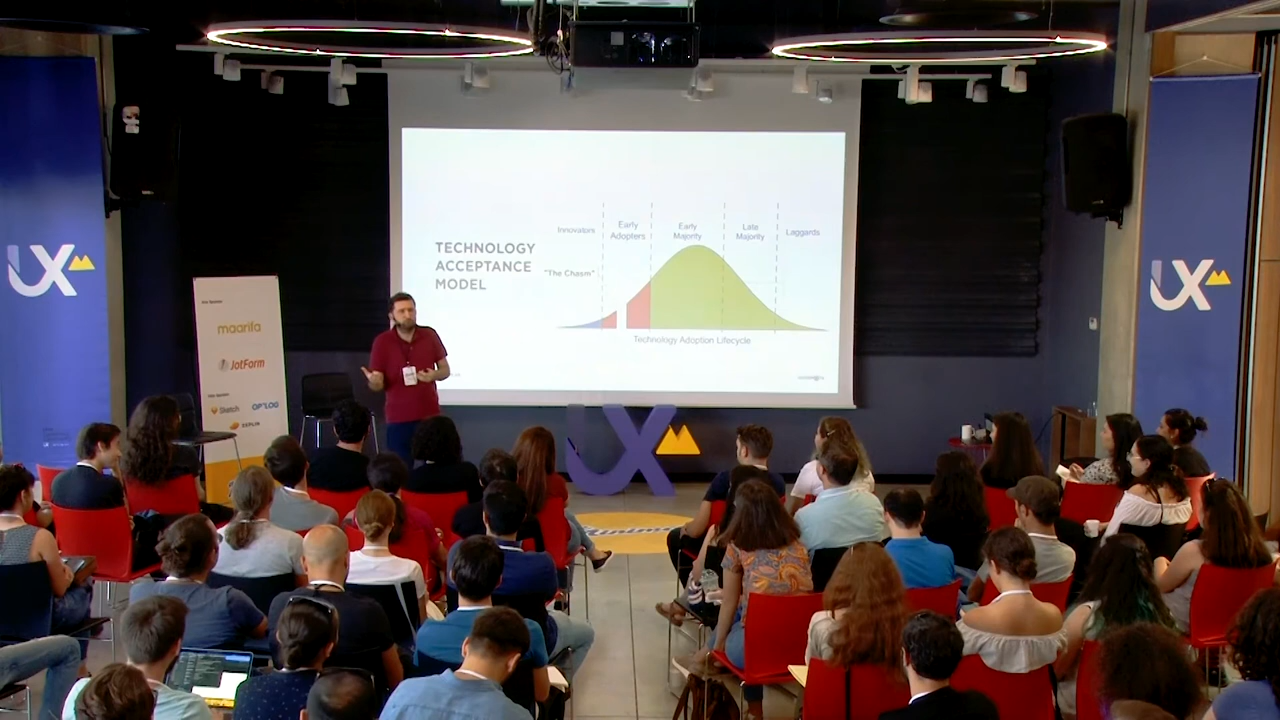 UX
maarifa
JotForm
OPTLOG
ZEPLIN
TECHNOLOGY
ACCEPTANCE
MODEL
Innovators
Early
Adopters
Early
Majority
Late
Majority
Laggards
"The Chasm"
Technology Adoption Lifecycle
UX
UX